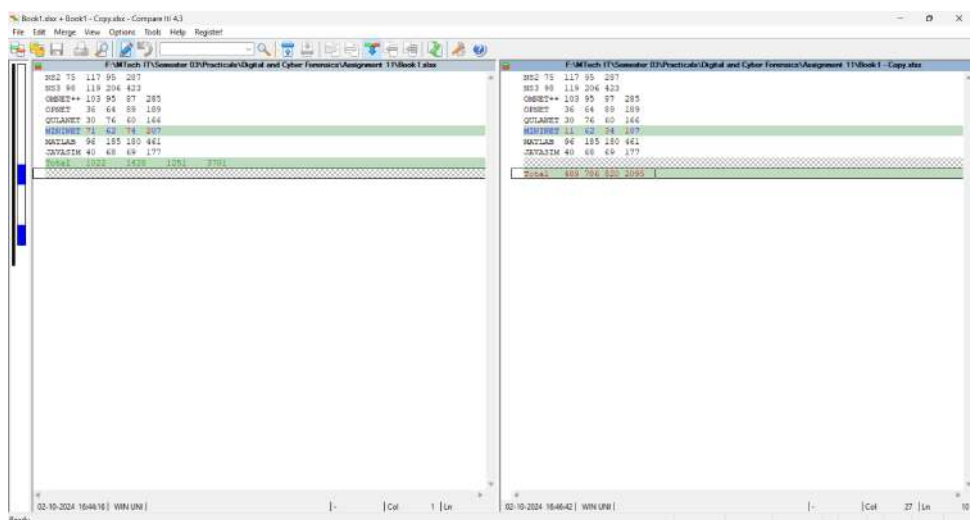 Book1.xlsx + Book1 - Copy.xlsx - Compare It! 4.3
File Edit Merge View Options Tools Help Register!
F:\MTech IT\Semester 03\Practicals\Digital and Cyber Forensics\Assignment 11\Book1.xlsx
NS2 75 117 95 287
NS3 98 119 206 423
OMNET++ 103 95 87 285
OPNET 36 64 89 189
QULANET 30 76 60 166
MININET 71 62 74 207
MATLAB 96 185 180 461
JAVASIM 40 68 69 177
Total 1022 1428 1251 3701
02-10-2024 16:44:16 WIN UNI - Col 1 Ln
F:\MTech IT\Semester 03\Practicals\Digital and Cyber Forensics\Assignment 11\Book1 - Copy.xlsx
NS2 75 117 95 287
NS3 98 119 206 423
OMNET++ 103 95 87 285
OPNET 36 64 89 189
QULANET 30 76 60 166
MININET 11 62 34 107
MATLAB 96 185 180 461
JAVASIM 40 68 69 177
Total 489 786 820 2095
02-10-2024 16:46:42 WIN UNI - Col 27 Ln 10
Ready